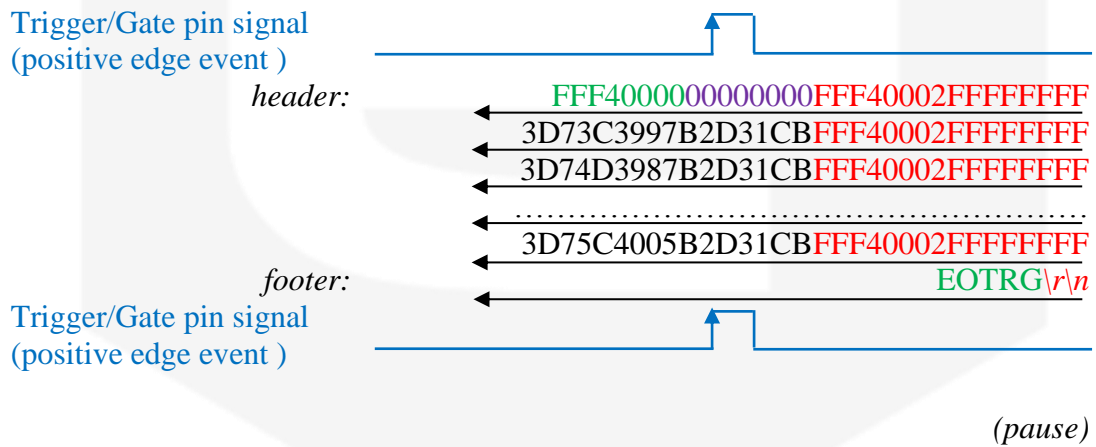 Trigger/Gate pin signal
(positive edge event )
header: FFF4000000000000FFF40002FFFFFFFF
3D73C3997B2D31CBFFF40002FFFFFFFF
3D74D3987B2D31CBFFF40002FFFFFFFF
……………………………………………
3D75C4005B2D31CBFFF40002FFFFFFFF
footer: EOTRG\r\n
Trigger/Gate pin signal
(positive edge event )
(pause)